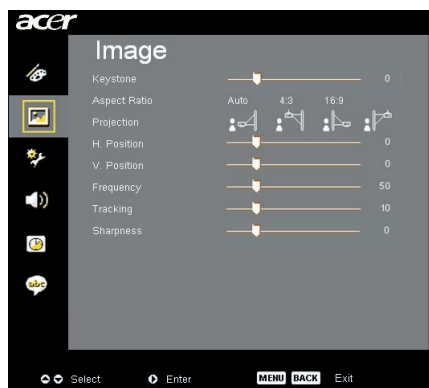 acer
Image
Keystone 0
Aspect Ratio Auto 4:3 16:9
Projection
H. Position 0
V. Position 0
Frequency 50
Tracking 10
Sharpness 0
abc
Select Enter MENU BACK Exit